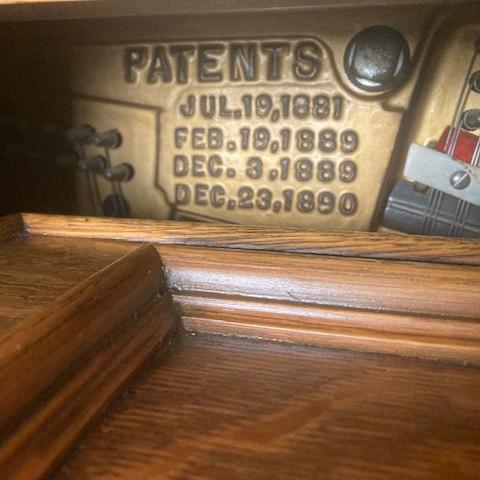 PATENTS
JUL.19,1881
FEB.19,1889
DEC. 3,1889
DEC,23,1890